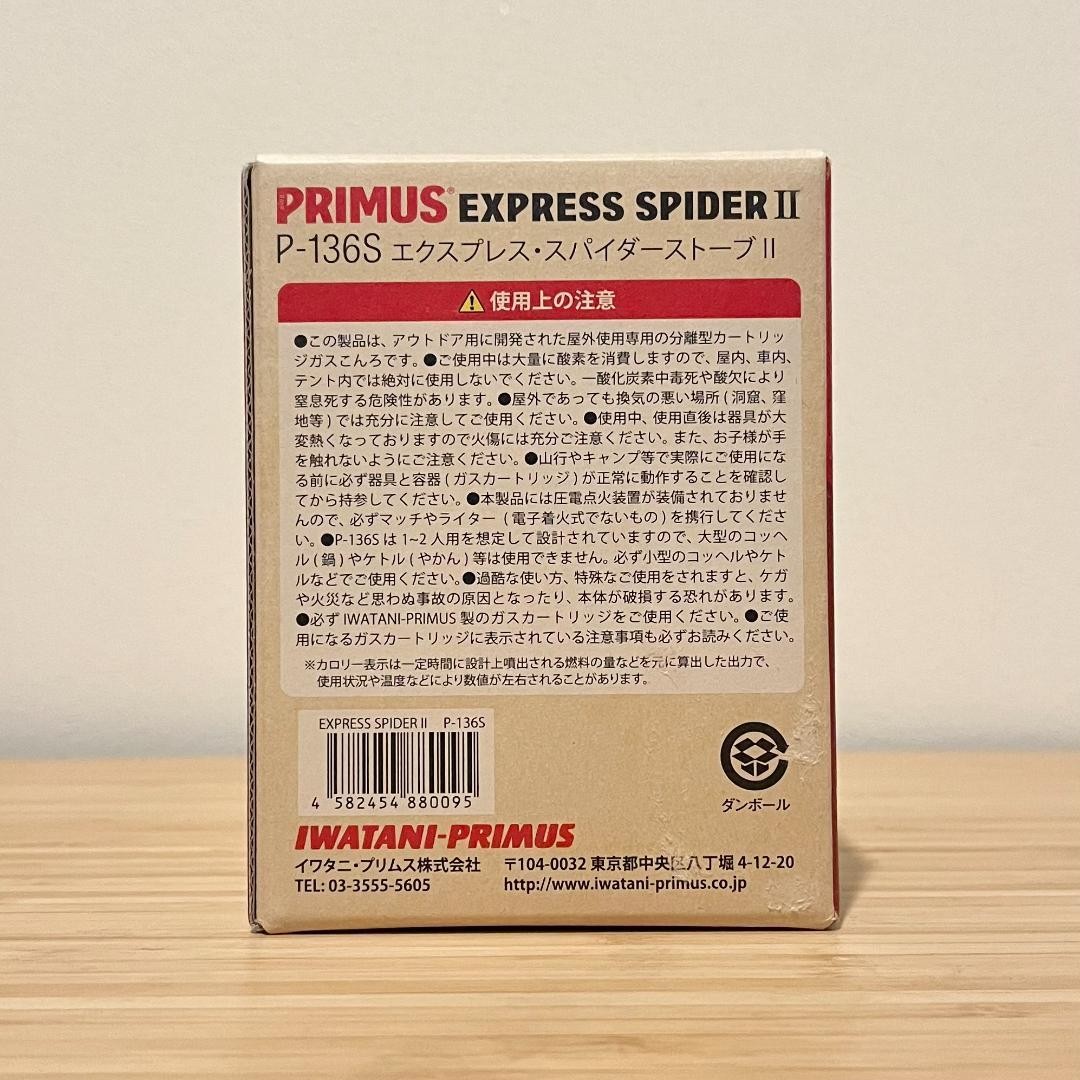 PRIMUS® EXPRESS SPIDER II
P-136S エクスプレス・スパイダーストーブ II
使用上の注意
●この製品は、アウトドア用に開発された屋外使用専用の分離型カートリッ
ジガスこんろです。●ご使用中は大量に酸素を消費しますので、屋内、車内、
テント内では絶対に使用しないでください。一酸化炭素中毒死や酸欠により
窒息死する危険性があります。●屋外であっても換気の悪い場所(洞窟、窪
地等)では充分に注意してご使用ください。●使用中、使用直後は器具が大
変熱くなっておりますので火傷には充分ご注意ください。また、お子様が手
を触れないようにご注意ください。●山行やキャンプ等で実際にご使用にな
る前に必ず器具と容器(ガスカートリッジ)が正常に動作することを確認し
てから持参してください。●本製品には圧電点火装置が装備されておりませ
んので、必ずマッチやライター(電子着火式でないもの)を携行してくださ
い。●P-136Sは1~2人用を想定して設計されていますので、大型のコッヘ
ル(鍋)やケトル(やかん)等は使用できません。必ず小型のコッヘルやケト
ルなどでご使用ください。●過酷な使い方、特殊なご使用をされますと、ケガ
や火災など思わぬ事故の原因となったり、本体が破損する恐れがあります。
●必ずIWATANI-PRIMUS製のガスカートリッジをご使用ください。●ご使
用になるガスカートリッジに表示されている注意事項も必ずお読みください。
※カロリー表示は一定時間に設計上噴出される燃料の量などを元に算出した出力で、
使用状況や温度などにより数値が左右されることがあります。
EXPRESS SPIDER II P-136S
4 582454 880095
ダンボール
IWATANI-PRIMUS
イワタニ・プリムス株式会社 〒104-0032 東京都中央区八丁堀 4-12-20
TEL: 03-3555-5605 http://www.iwatani-primus.co.jp